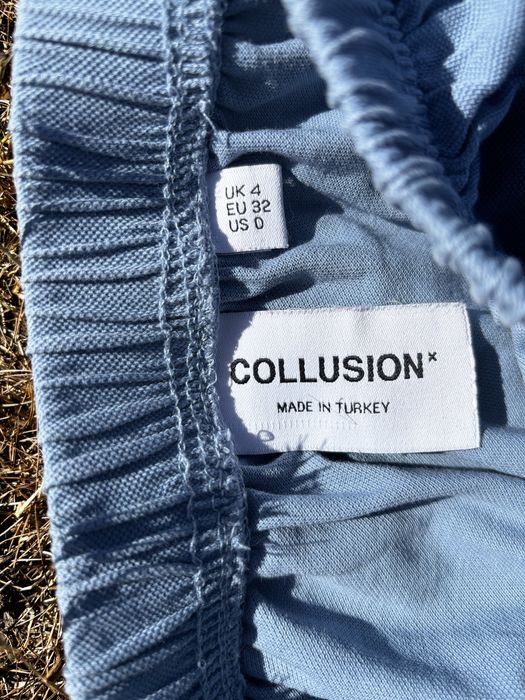 UK 4
EU 32
US 0
COLLUSION×
MADE IN TURKEY